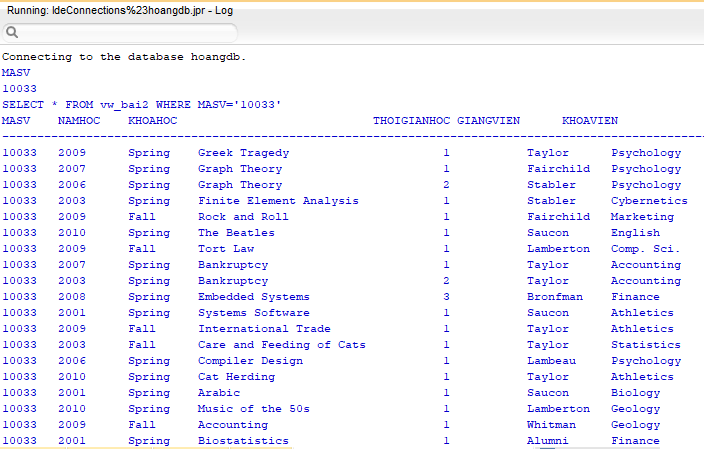 Running: IdeConnections%23hoangdb.jpr - Log
Connecting to the database hoangdb.
MASV
10033
SELECT * FROM vw_bai2 WHERE MASV='10033'
MASV NAMHOC KHOAHOC THOIGIANHOC GIANGVIEN KHOAVIEN
--------------------------------------------------------------------------------
10033 2009 Spring Greek Tragedy 1 Taylor Psychology
10033 2007 Spring Graph Theory 1 Fairchild Psychology
10033 2006 Spring Graph Theory 2 Stabler Psychology
10033 2003 Spring Finite Element Analysis 1 Stabler Cybernetics
10033 2009 Fall Rock and Roll 1 Fairchild Marketing
10033 2010 Spring The Beatles 1 Saucon English
10033 2009 Fall Tort Law 1 Lamberton Comp. Sci.
10033 2007 Spring Bankruptcy 1 Taylor Accounting
10033 2003 Spring Bankruptcy 2 Taylor Accounting
10033 2008 Spring Embedded Systems 3 Bronfman Finance
10033 2001 Spring Systems Software 1 Saucon Athletics
10033 2009 Fall International Trade 1 Taylor Athletics
10033 2003 Fall Care and Feeding of Cats 1 Taylor Statistics
10033 2006 Spring Compiler Design 1 Lambeau Psychology
10033 2010 Spring Cat Herding 1 Taylor Athletics
10033 2001 Spring Arabic 1 Saucon Biology
10033 2010 Spring Music of the 50s 1 Lamberton Geology
10033 2009 Fall Accounting 1 Whitman Geology
10033 2001 Spring Biostatistics 1 Alumni Finance